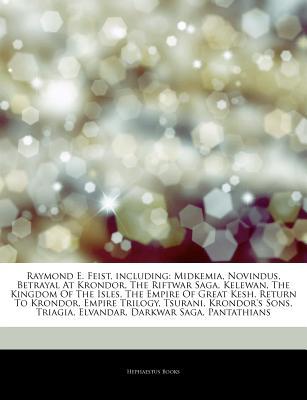 RAYMOND E. FEIST, INCLUDING: MIDKEMIA, NOVINDUS,
BETRAYAL AT KRONDOR, THE RIFTWAR SAGA, KELEWAN, THE
KINGDOM OF THE ISLES, THE EMPIRE OF GREAT KESH, RETURN
TO KRONDOR, EMPIRE TRILOGY, TSURANI, KRONDOR'S SONS,
TRIAGIA, ELVANDAR, DARKWAR SAGA, PANTATHIANS
HEPHAESTUS BOOKS